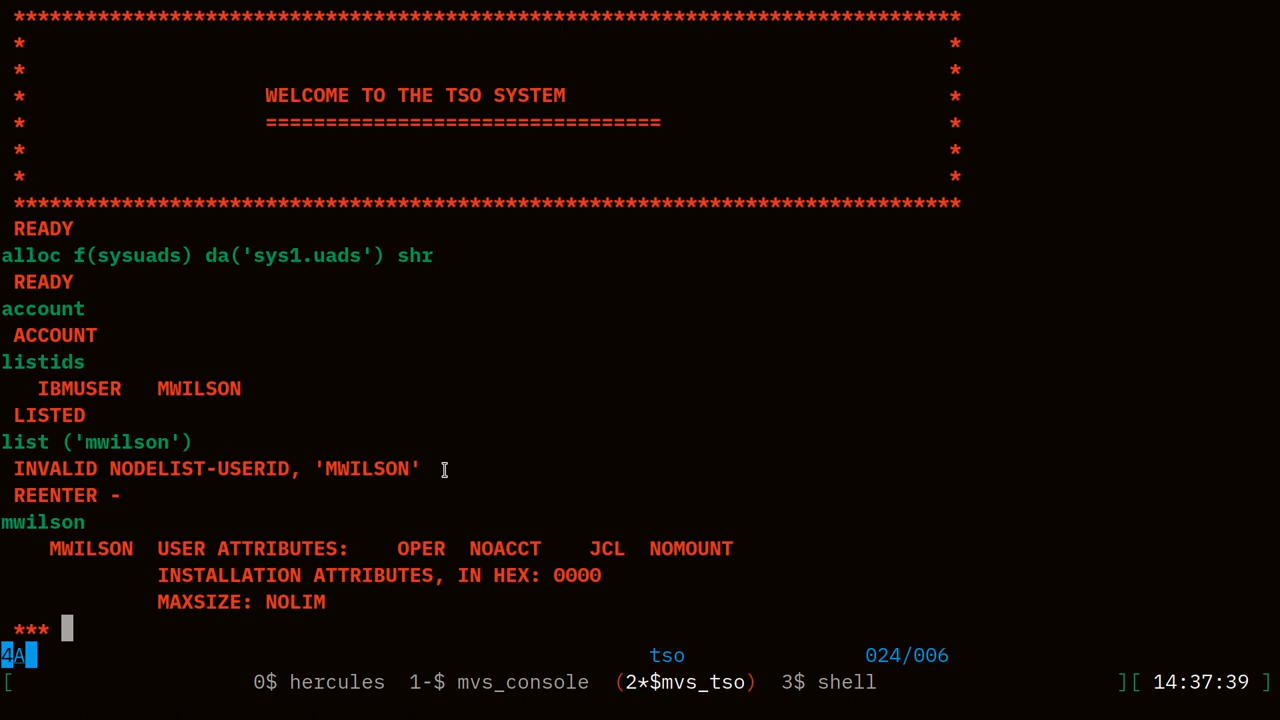 *******************************************************************************
* *
* *
* WELCOME TO THE TSO SYSTEM *
* ================================= *
* *
* *
*******************************************************************************
READY
alloc f(sysuads) da('sys1.uads') shr
READY
account
ACCOUNT
listids
IBMUSER MWILSON
LISTED
list ('mwilson')
INVALID NODELIST-USERID, 'MWILSON'
REENTER -
mwilson
MWILSON USER ATTRIBUTES: OPER NOACCT JCL NOMOUNT
INSTALLATION ATTRIBUTES, IN HEX: 0000
MAXSIZE: NOLIM
***
4A tso 024/006
[ 0$ hercules 1-$ mvs_console (2*$mvs_tso) 3$ shell ][ 14:37:39 ]